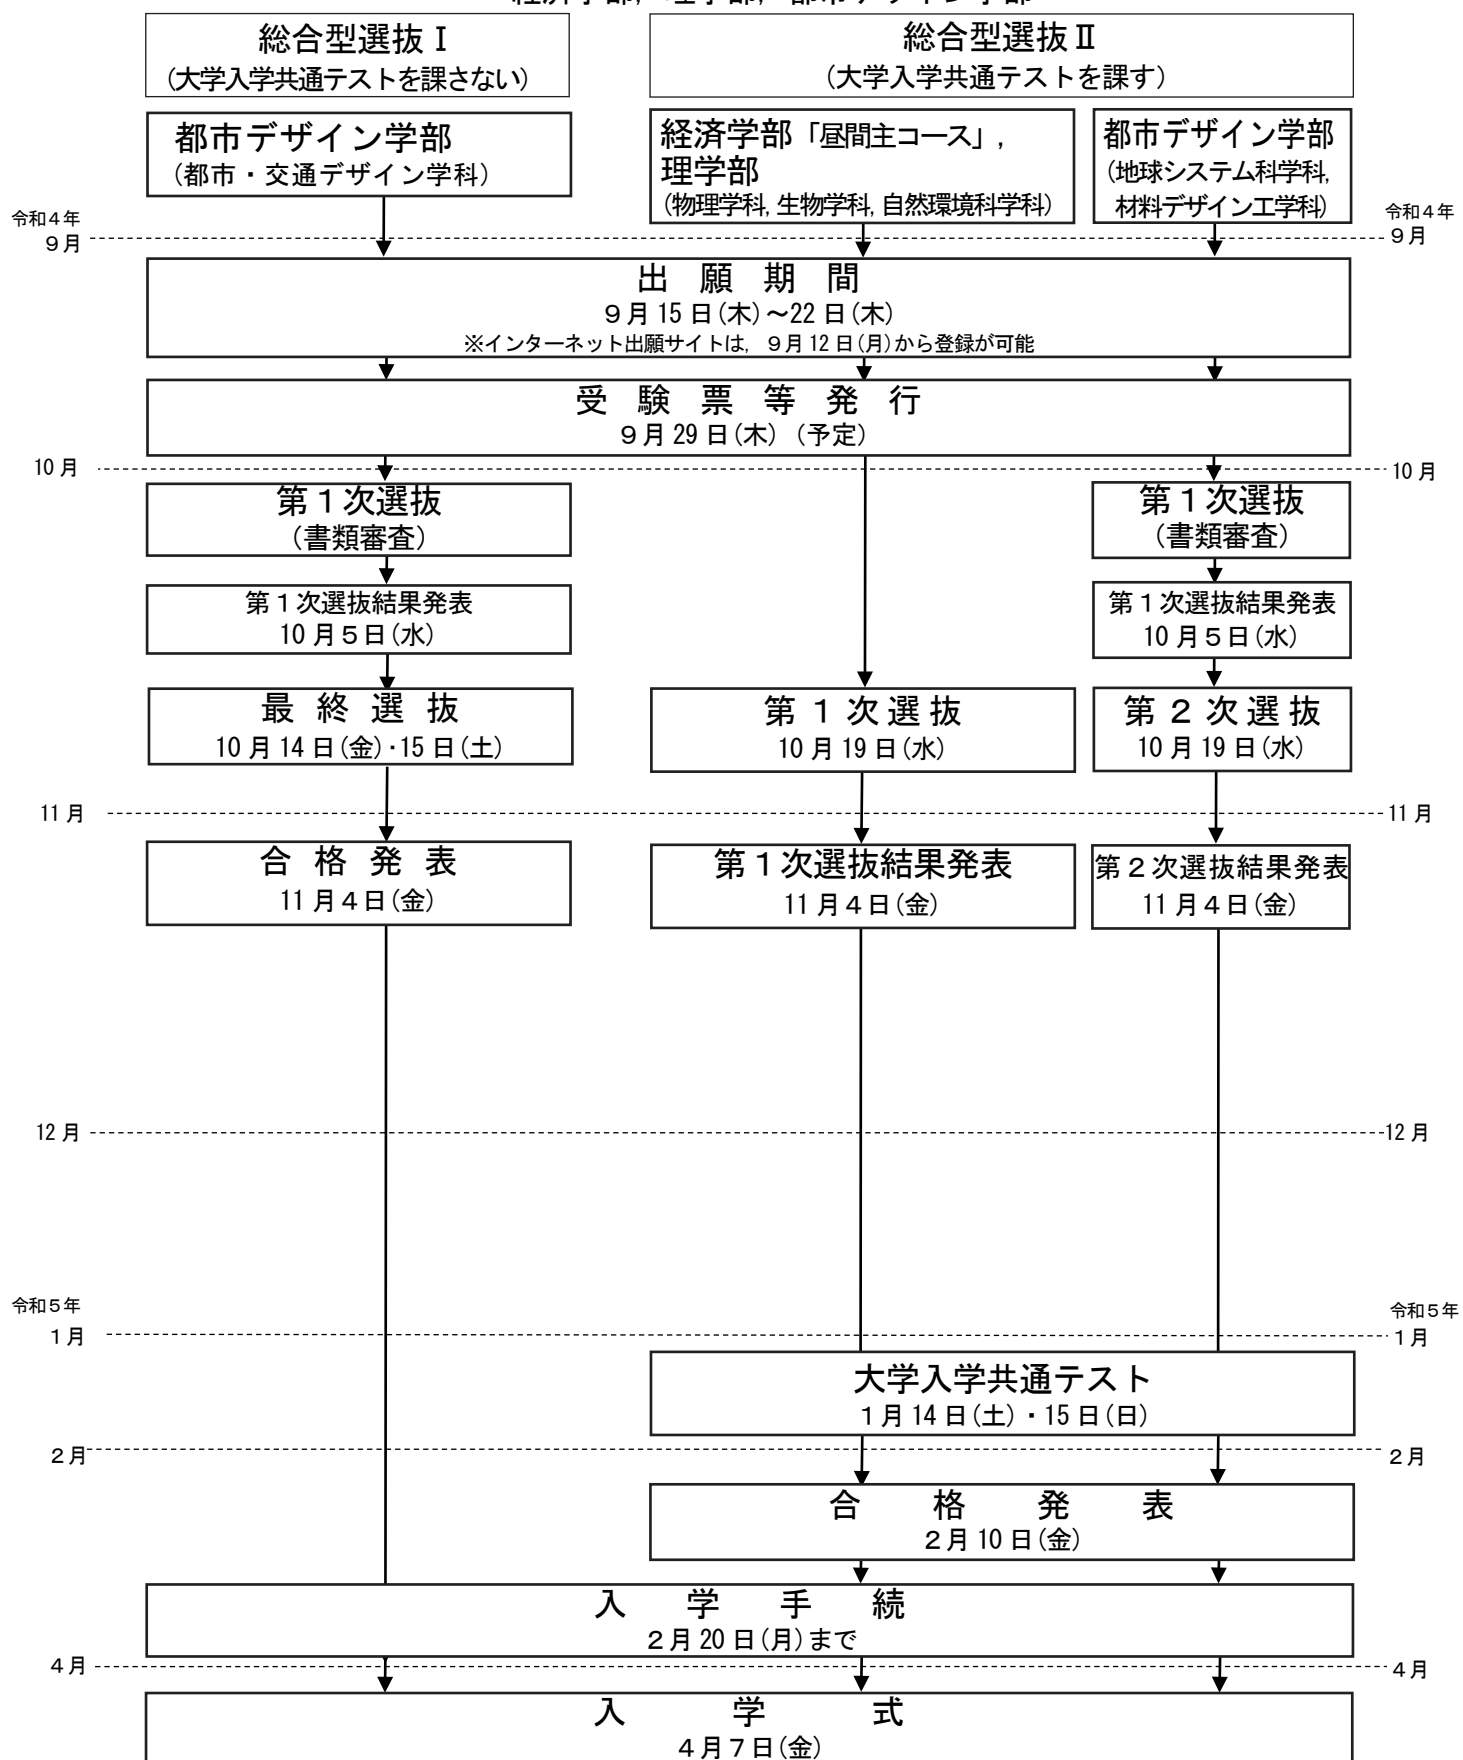 経済学部, 理学部, 都市デザイン学部
総合型選抜Ⅰ
(大学入学共通テストを課さない)
総合型選抜Ⅱ
(大学入学共通テストを課す)
都市デザイン学部
(都市・交通デザイン学科)
経済学部「昼間主コース」,
理学部
(物理学科, 生物学科, 自然環境科学科)
都市デザイン学部
(地球システム科学科,
材料デザイン工学科)
令和4年
9月
令和4年
9月
出願期間
9月15日(木)~22日(木)
※インターネット出願サイトは, 9月12日(月)から登録が可能
受験票等発行
9月29日(木) (予定)
10月
10月
第1次選抜
(書類審査)
第1次選抜
(書類審査)
第1次選抜結果発表
10月5日(水)
第1次選抜結果発表
10月5日(水)
最終選抜
10月14日(金)・15日(土)
第1次選抜
10月19日(水)
第2次選抜
10月19日(水)
11月
11月
合格発表
11月4日(金)
第1次選抜結果発表
11月4日(金)
第2次選抜結果発表
11月4日(金)
12月
12月
令和5年
1月
令和5年
1月
大学入学共通テスト
1月14日(土)・15日(日)
2月
2月
合格発表
2月10日(金)
入学手続
2月20日(月)まで
4月
4月
入学式
4月7日(金)